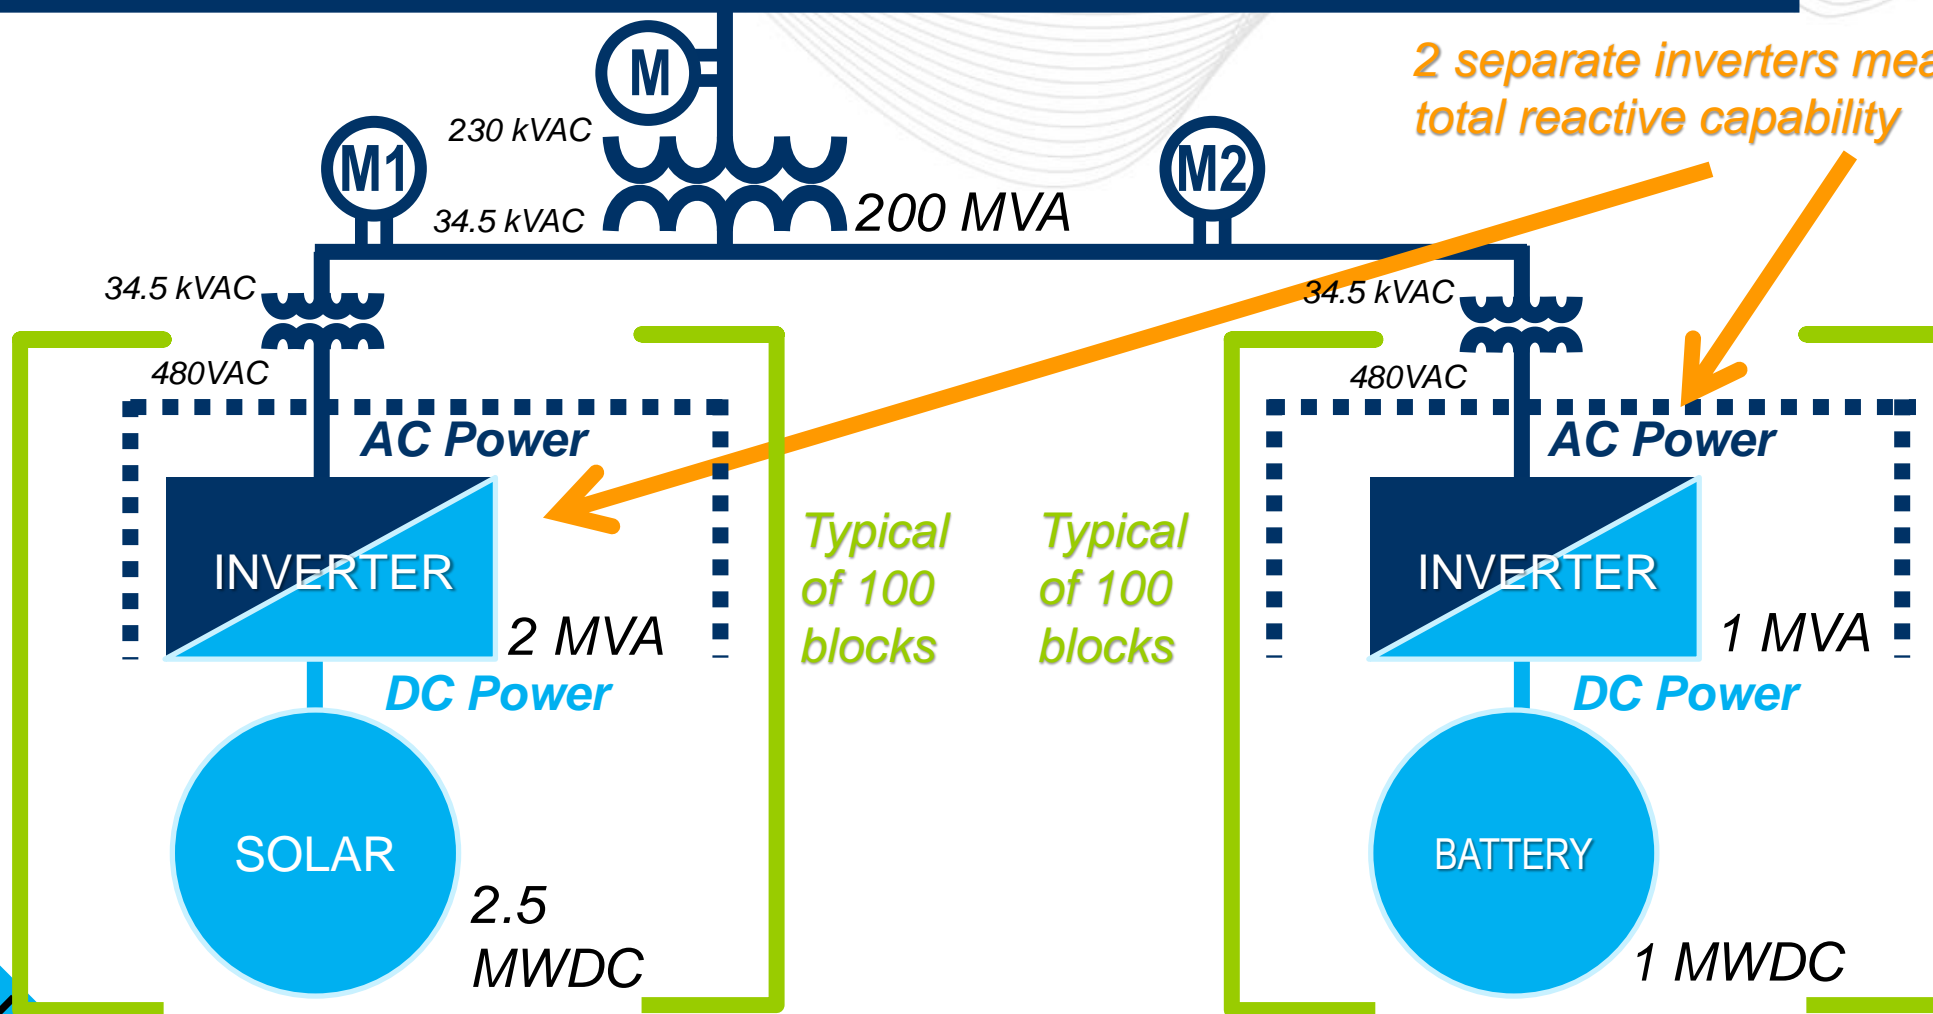 2 separate inverters mea
total reactive capability
M
230 kVAC
M1
M2
34.5 kVAC
200 MVA
34.5 kVAC
34.5 kVAC
480VAC
480VAC
AC Power
AC Power
Typical
of 100
blocks
Typical
of 100
blocks
INVERTER
INVERTER
2 MVA
1 MVA
DC Power
DC Power
SOLAR
BATTERY
2.5
MWDC
1 MWDC